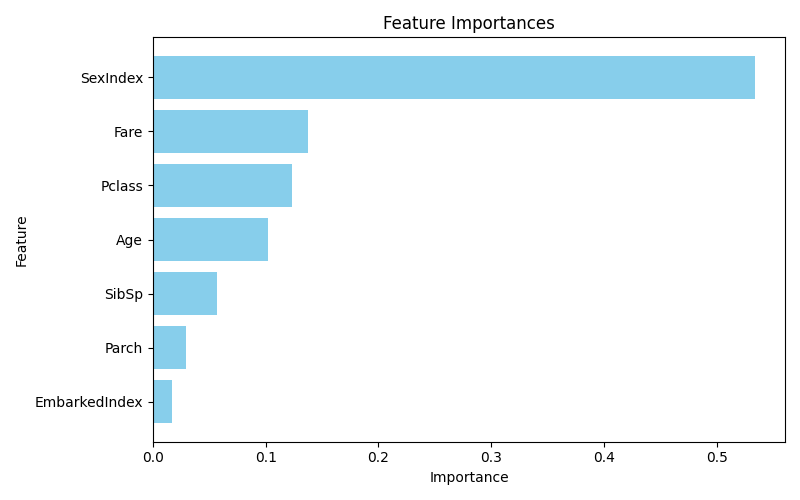 Feature Importances
SexIndex
Fare
Pclass
Age
SibSp
Parch
EmbarkedIndex
Feature
0.0 0.1 0.2 0.3 0.4 0.5
Importance